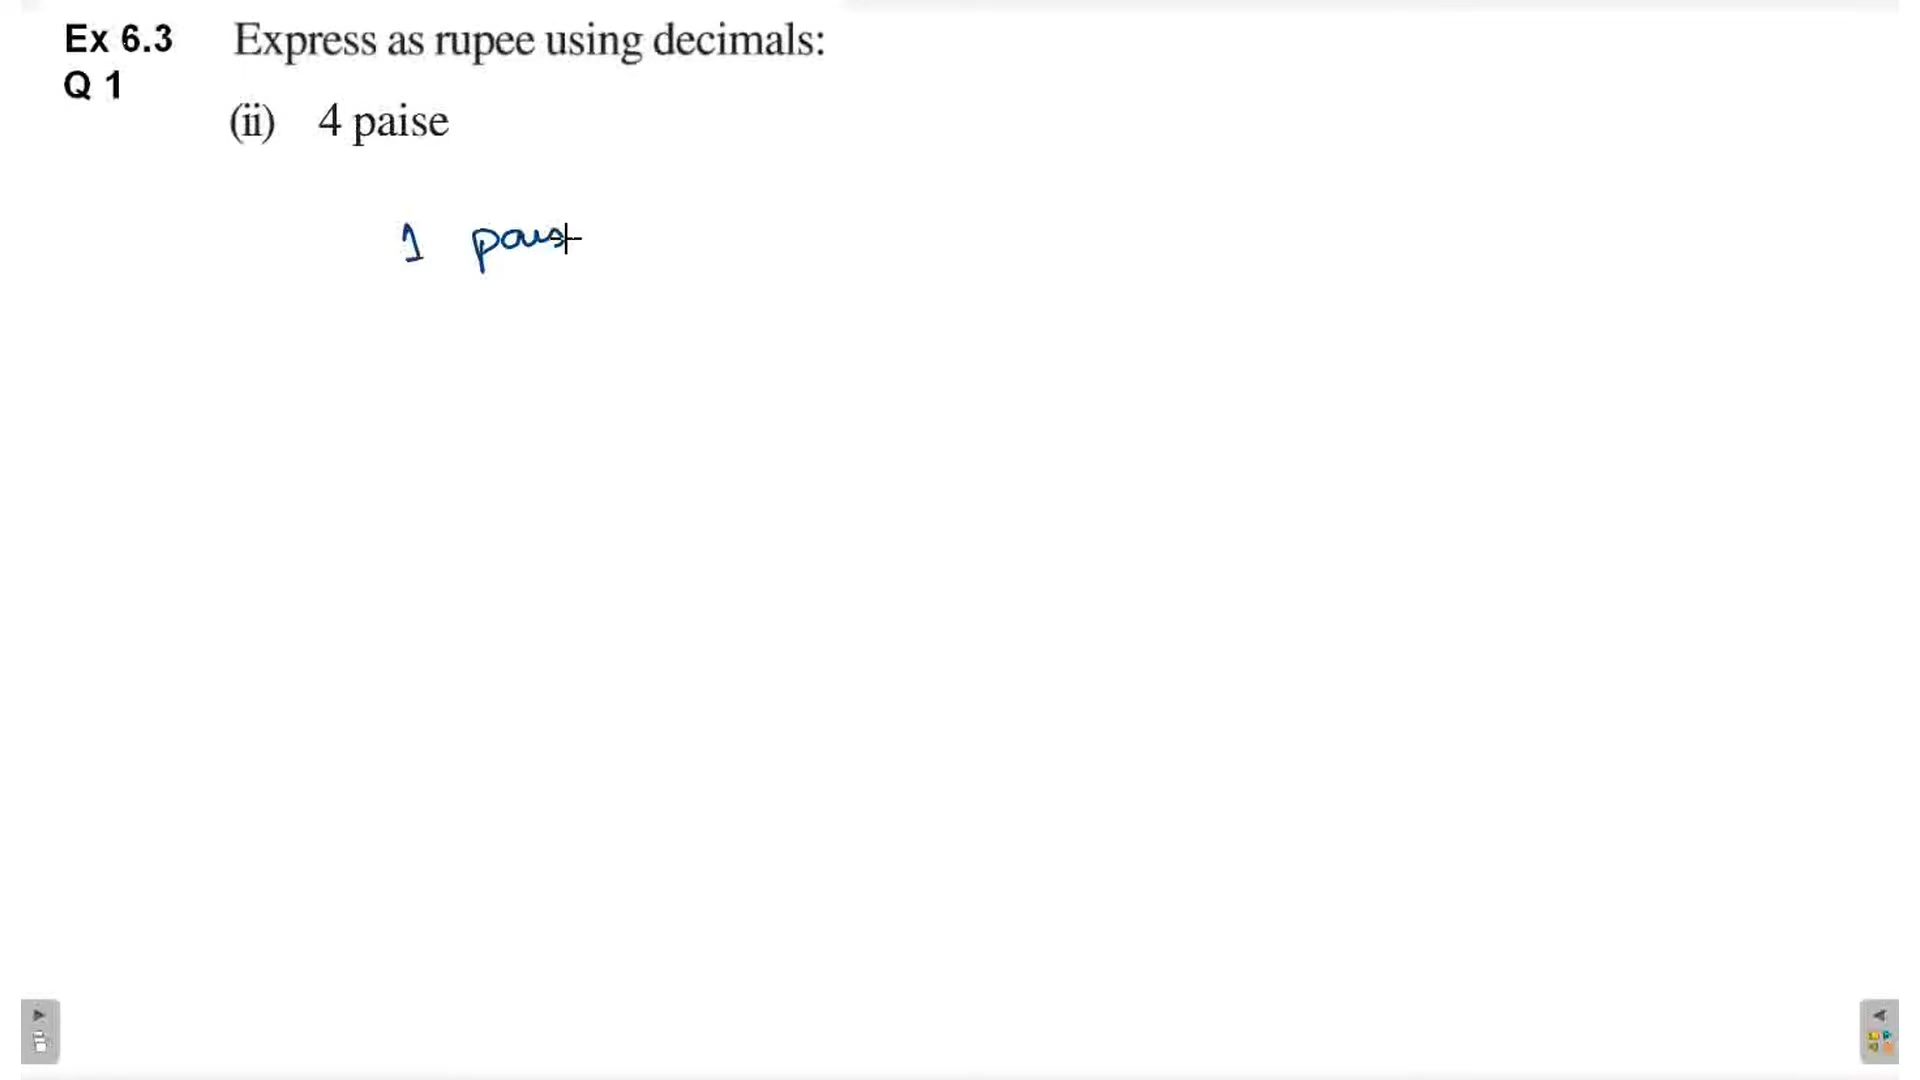 Ex 6.3 Express as rupee using decimals:
Q 1
(ii) 4 paise
1 pais